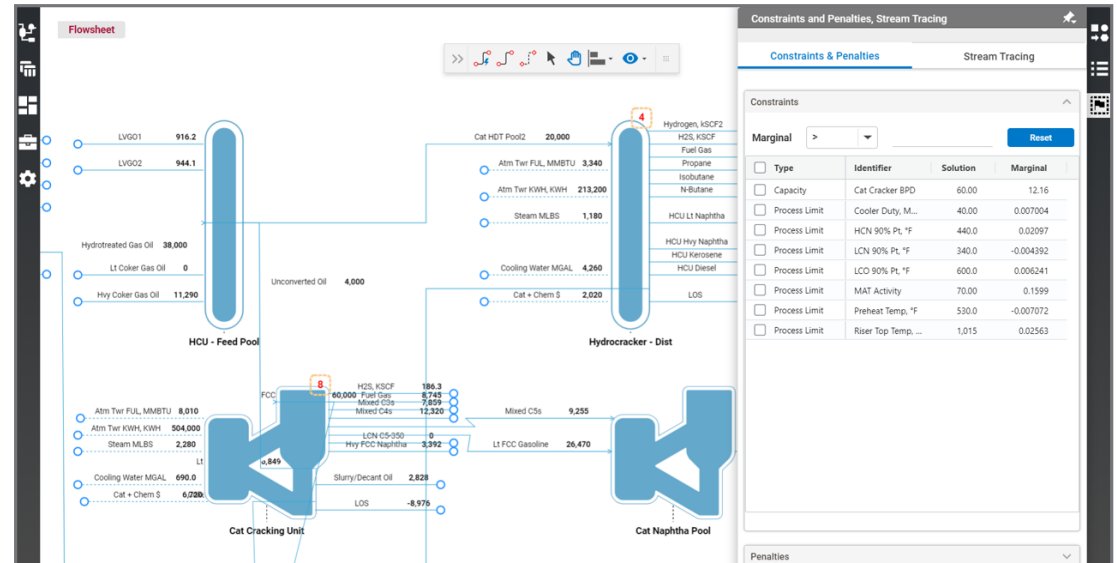 Flowsheet
Constraints and Penalties, Stream Tracing
Constraints & Penalties Stream Tracing
Constraints
Marginal > Reset
Type Identifier Solution Marginal
Capacity Cat Cracker BPD 60.00 12.16
Process Limit Cooler Duty, M... 40.00 0.007004
Process Limit HCN 90% Pt, °F 440.0 0.02097
Process Limit LCN 90% Pt, °F 340.0 -0.004392
Process Limit LCO 90% Pt, °F 600.0 0.006241
Process Limit MAT Activity 70.00 0.1599
Process Limit Preheat Temp, °F 530.0 -0.007072
Process Limit Riser Top Temp, ... 1,015 0.02563
Penalties
LVGO1 916.2
LVGO2 944.1
Hydrotreated Gas Oil 38,000
Lt Coker Gas Oil 0
Hvy Coker Gas Oil 11,290
HCU - Feed Pool
Unconverted Oil 4,000
4
Cat HDT Pool2 20,000
Atm Twr FUL, MMBTU 3,340
Atm Twr KWH, KWH 213,200
Steam MLBS 1,180
Cooling Water MGAL 4,260
Cat + Chem $ 2,020
Hydrogen, kSCF2
H2S, KSCF
Fuel Gas
Propane
Isobutane
N-Butane
HCU Lt Naphtha
HCU Hvy Naphtha
HCU Kerosene
HCU Diesel
LOS
Hydrocracker - Dist
8
FCC 60,000
Atm Twr FUL, MMBTU 8,010
Atm Twr KWH, KWH 504,000
Steam MLBS 2,280
Lt
Cooling Water MGAL 690.0
Cat + Chem $
H2S, KSCF 186.3
Fuel Gas 8,745
Mixed C3s 7,859
Mixed C4s 12,320
LCN C5-350 0
Hvy FCC Naphtha 3,392
Slurry/Decant Oil 2,828
LOS -8,976
Cat Cracking Unit
Mixed C5s 9,255
Lt FCC Gasoline 26,470
Cat Naphtha Pool